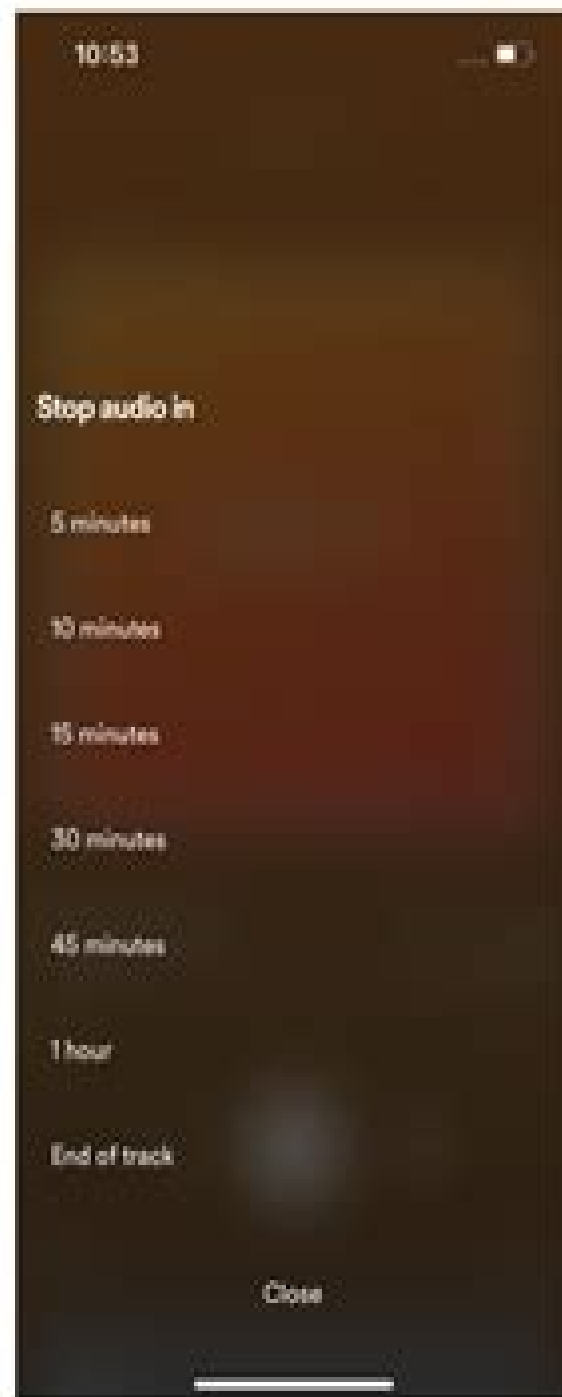 10:53
Stop audio in
5 minutes
10 minutes
15 minutes
30 minutes
45 minutes
1 hour
End of track
Close